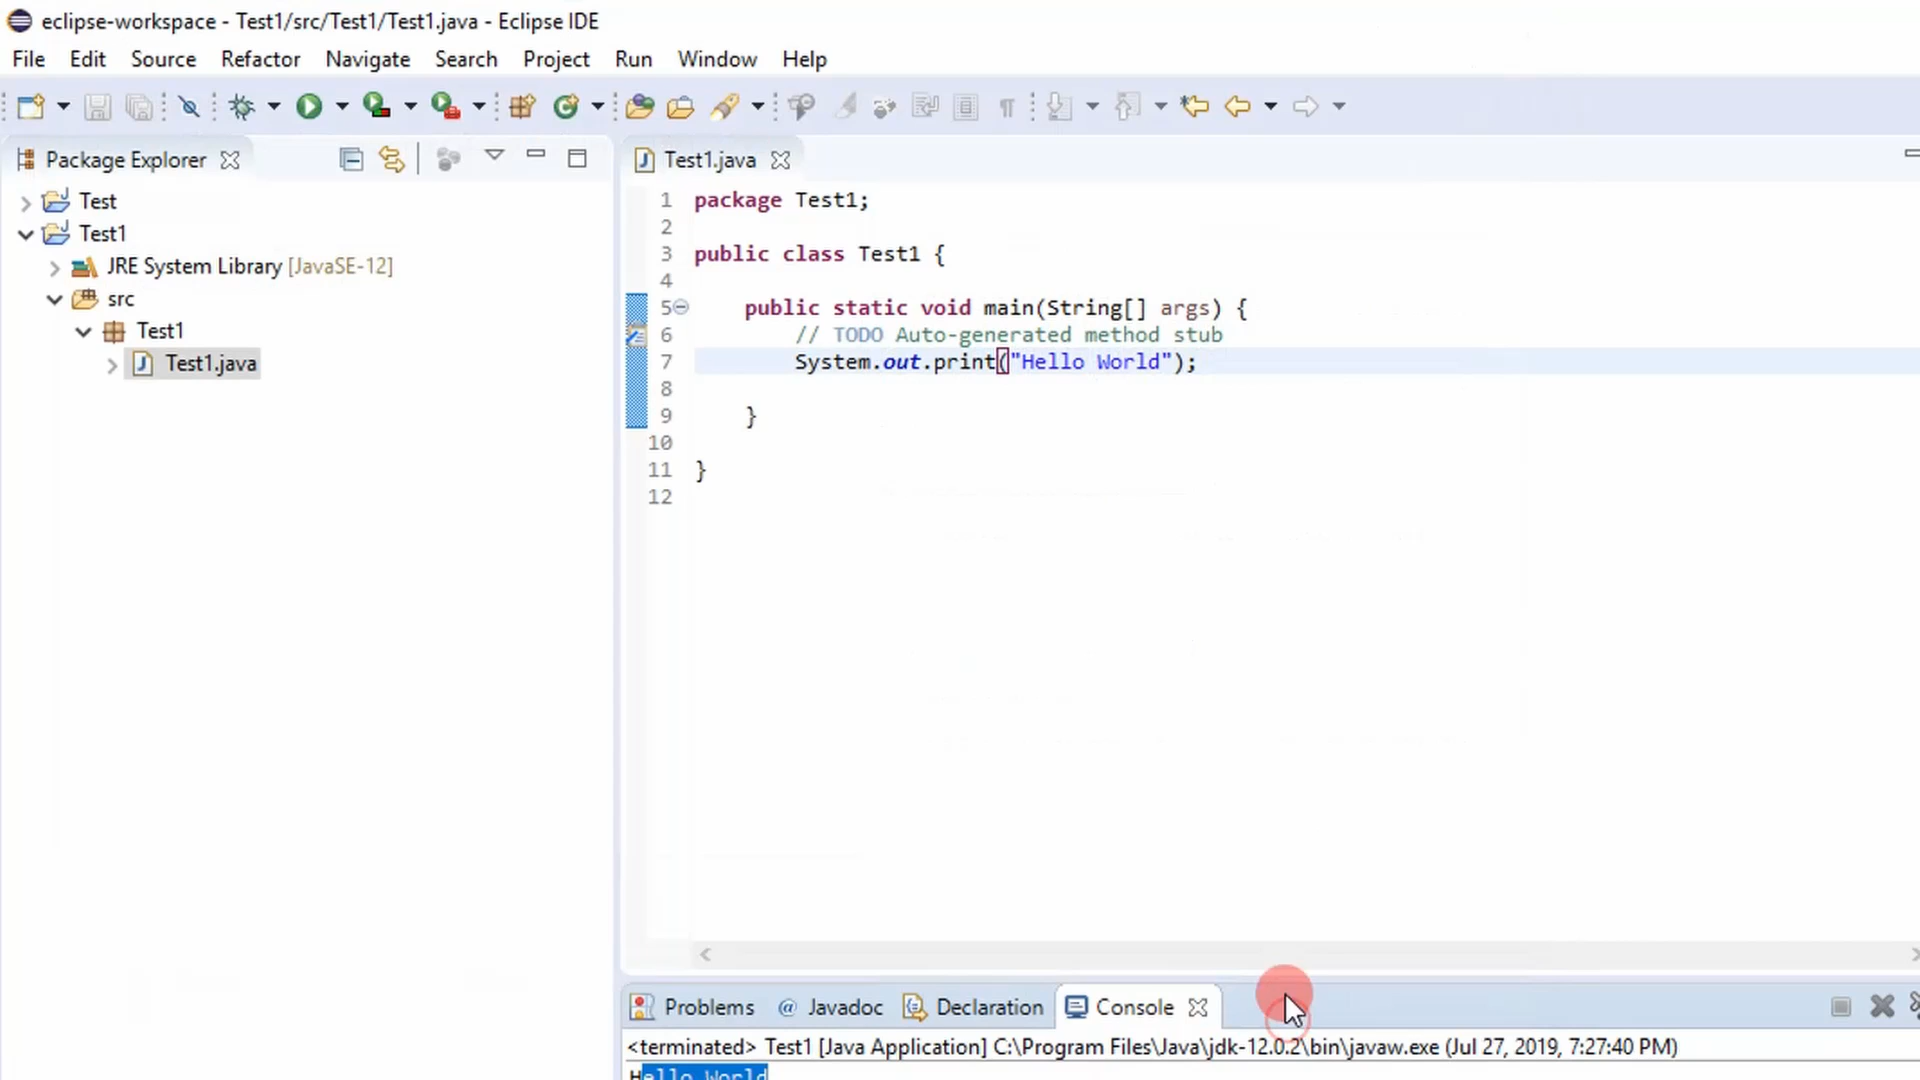 eclipse-workspace - Test1/src/Test1/Test1.java - Eclipse IDE
File Edit Source Refactor Navigate Search Project Run Window Help
Package Explorer
Test
Test1
JRE System Library [JavaSE-12]
src
Test1
Test1.java
Test1.java
1 package Test1;
2
3 public class Test1 {
4
5 public static void main(String[] args) {
6 // TODO Auto-generated method stub
7 System.out.print("Hello World");
8
9 }
10
11 }
12
Problems @ Javadoc Declaration Console
<terminated> Test1 [Java Application] C:\Program Files\Java\jdk-12.0.2\bin\javaw.exe (Jul 27, 2019, 7:27:40 PM)
Hello World